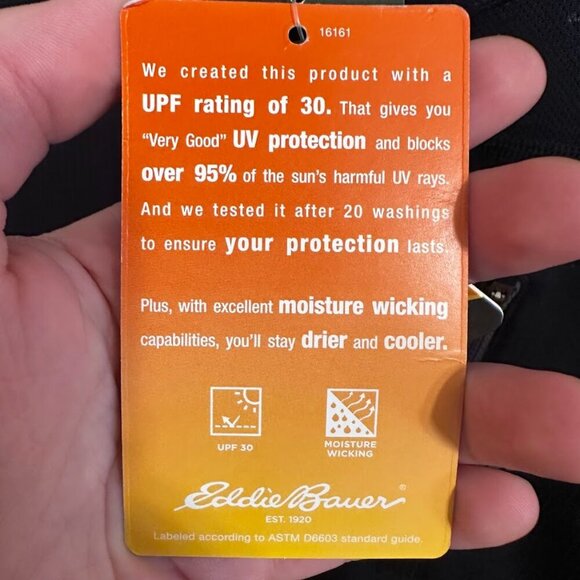 16161
We created this product with a
UPF rating of 30. That gives you
“Very Good” UV protection and blocks
over 95% of the sun's harmful UV rays.
And we tested it after 20 washings
to ensure your protection lasts.
Plus, with excellent moisture wicking
capabilities, you'll stay drier and cooler.
UPF 30
MOISTURE
WICKING
Eddie Bauer®
EST. 1920
Labeled according to ASTM D6603 standard guide.